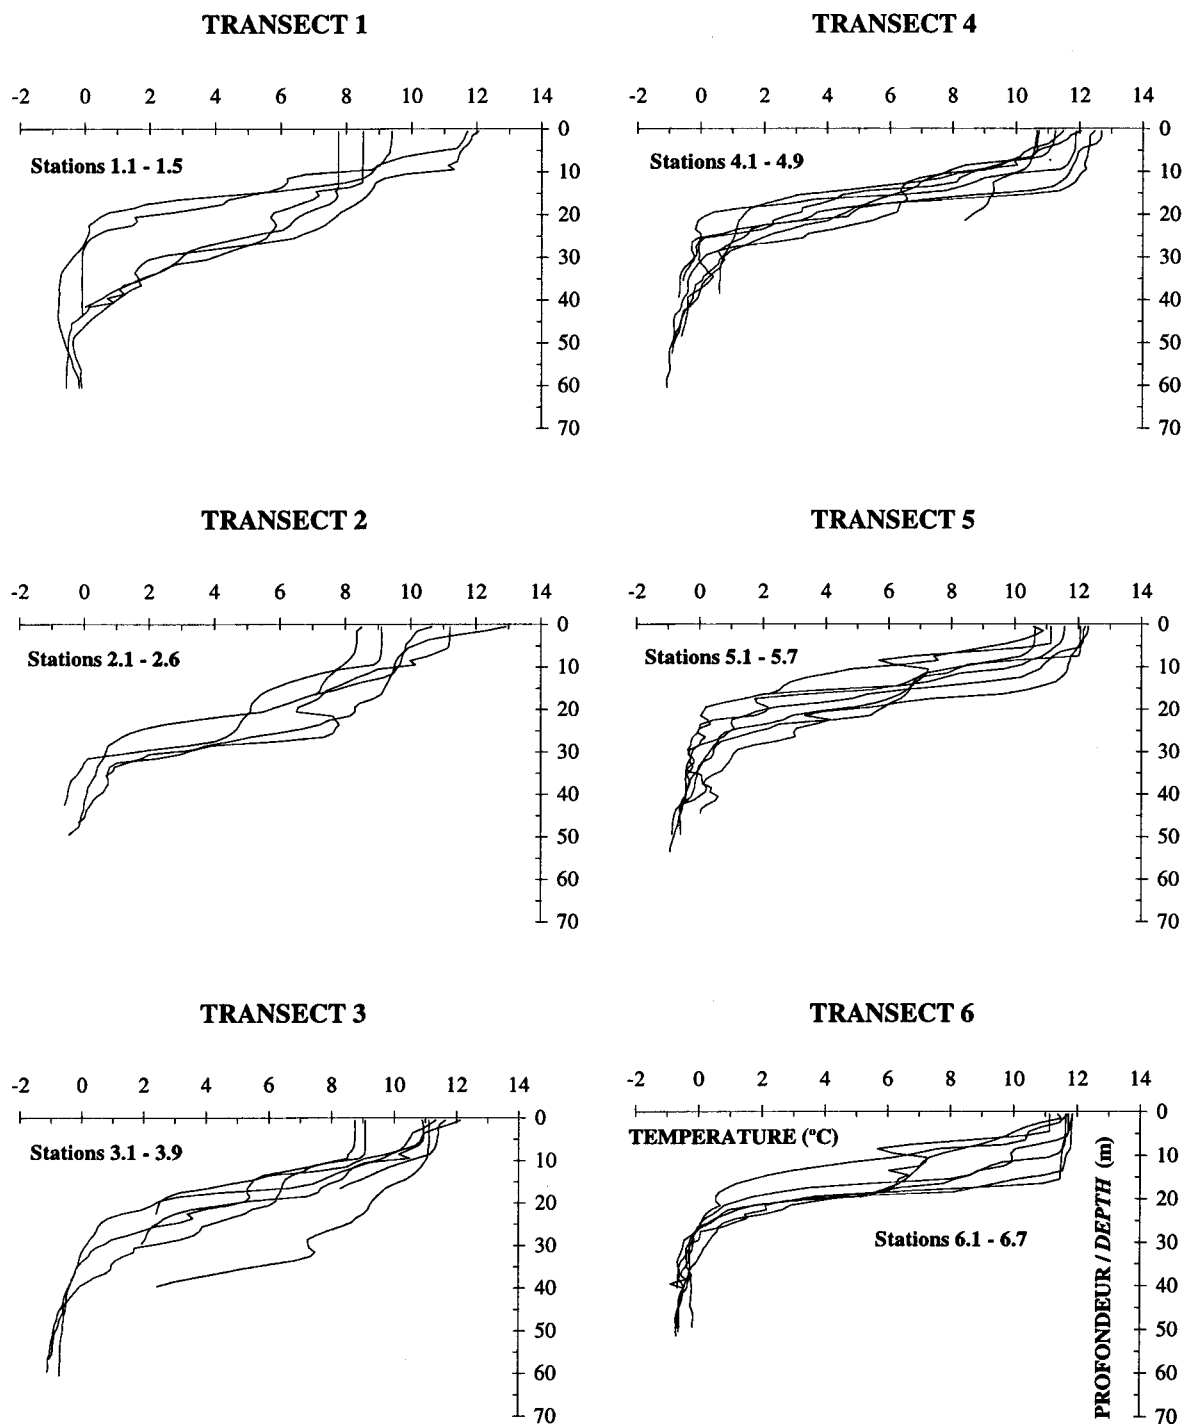 TRANSECT 1
-2 0 2 4 6 8 10 12 14
0
10
20
30
40
50
60
70
Stations 1.1 - 1.5
TRANSECT 4
-2 0 2 4 6 8 10 12 14
0
10
20
30
40
50
60
70
Stations 4.1 - 4.9
TRANSECT 2
-2 0 2 4 6 8 10 12 14
0
10
20
30
40
50
60
70
Stations 2.1 - 2.6
TRANSECT 5
-2 0 2 4 6 8 10 12 14
0
10
20
30
40
50
60
70
Stations 5.1 - 5.7
TRANSECT 3
-2 0 2 4 6 8 10 12 14
0
10
20
30
40
50
60
70
Stations 3.1 - 3.9
TRANSECT 6
-2 0 2 4 6 8 10 12 14
TEMPERATURE (ºC)
0
10
20
30
40
50
60
70
Stations 6.1 - 6.7
PROFONDEUR / DEPTH (m)